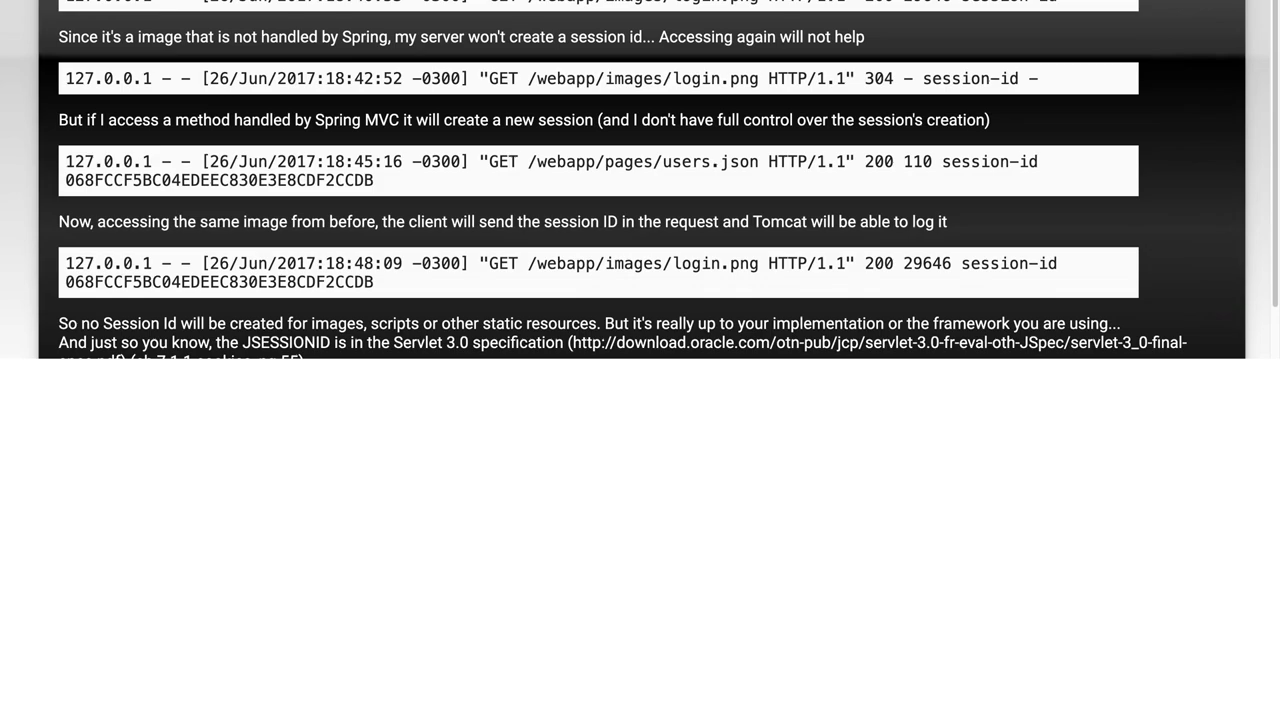 Since it's a image that is not handled by Spring, my server won't create a session id... Accessing again will not help
127.0.0.1 - - [26/Jun/2017:18:42:52 -0300] "GET /webapp/images/login.png HTTP/1.1" 304 - session-id -
But if I access a method handled by Spring MVC it will create a new session (and I don't have full control over the session's creation)
127.0.0.1 - - [26/Jun/2017:18:45:16 -0300] "GET /webapp/pages/users.json HTTP/1.1" 200 110 session-id
068FCCF5BC04EDEEC830E3E8CDF2CCDB
Now, accessing the same image from before, the client will send the session ID in the request and Tomcat will be able to log it
127.0.0.1 - - [26/Jun/2017:18:48:09 -0300] "GET /webapp/images/login.png HTTP/1.1" 200 29646 session-id
068FCCF5BC04EDEEC830E3E8CDF2CCDB
So no Session Id will be created for images, scripts or other static resources. But it's really up to your implementation or the framework you are using...
And just so you know, the JSESSIONID is in the Servlet 3.0 specification (http://download.oracle.com/otn-pub/jcp/servlet-3.0-fr-eval-oth-JSpec/servlet-3_0-final-